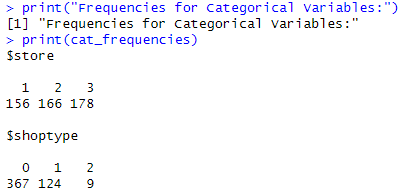 > print("Frequencies for Categorical Variables:")
[1] "Frequencies for Categorical Variables:"
> print(cat_frequencies)
$store

  1   2   3
156 166 178

$shoptype

  0   1   2
367 124   9